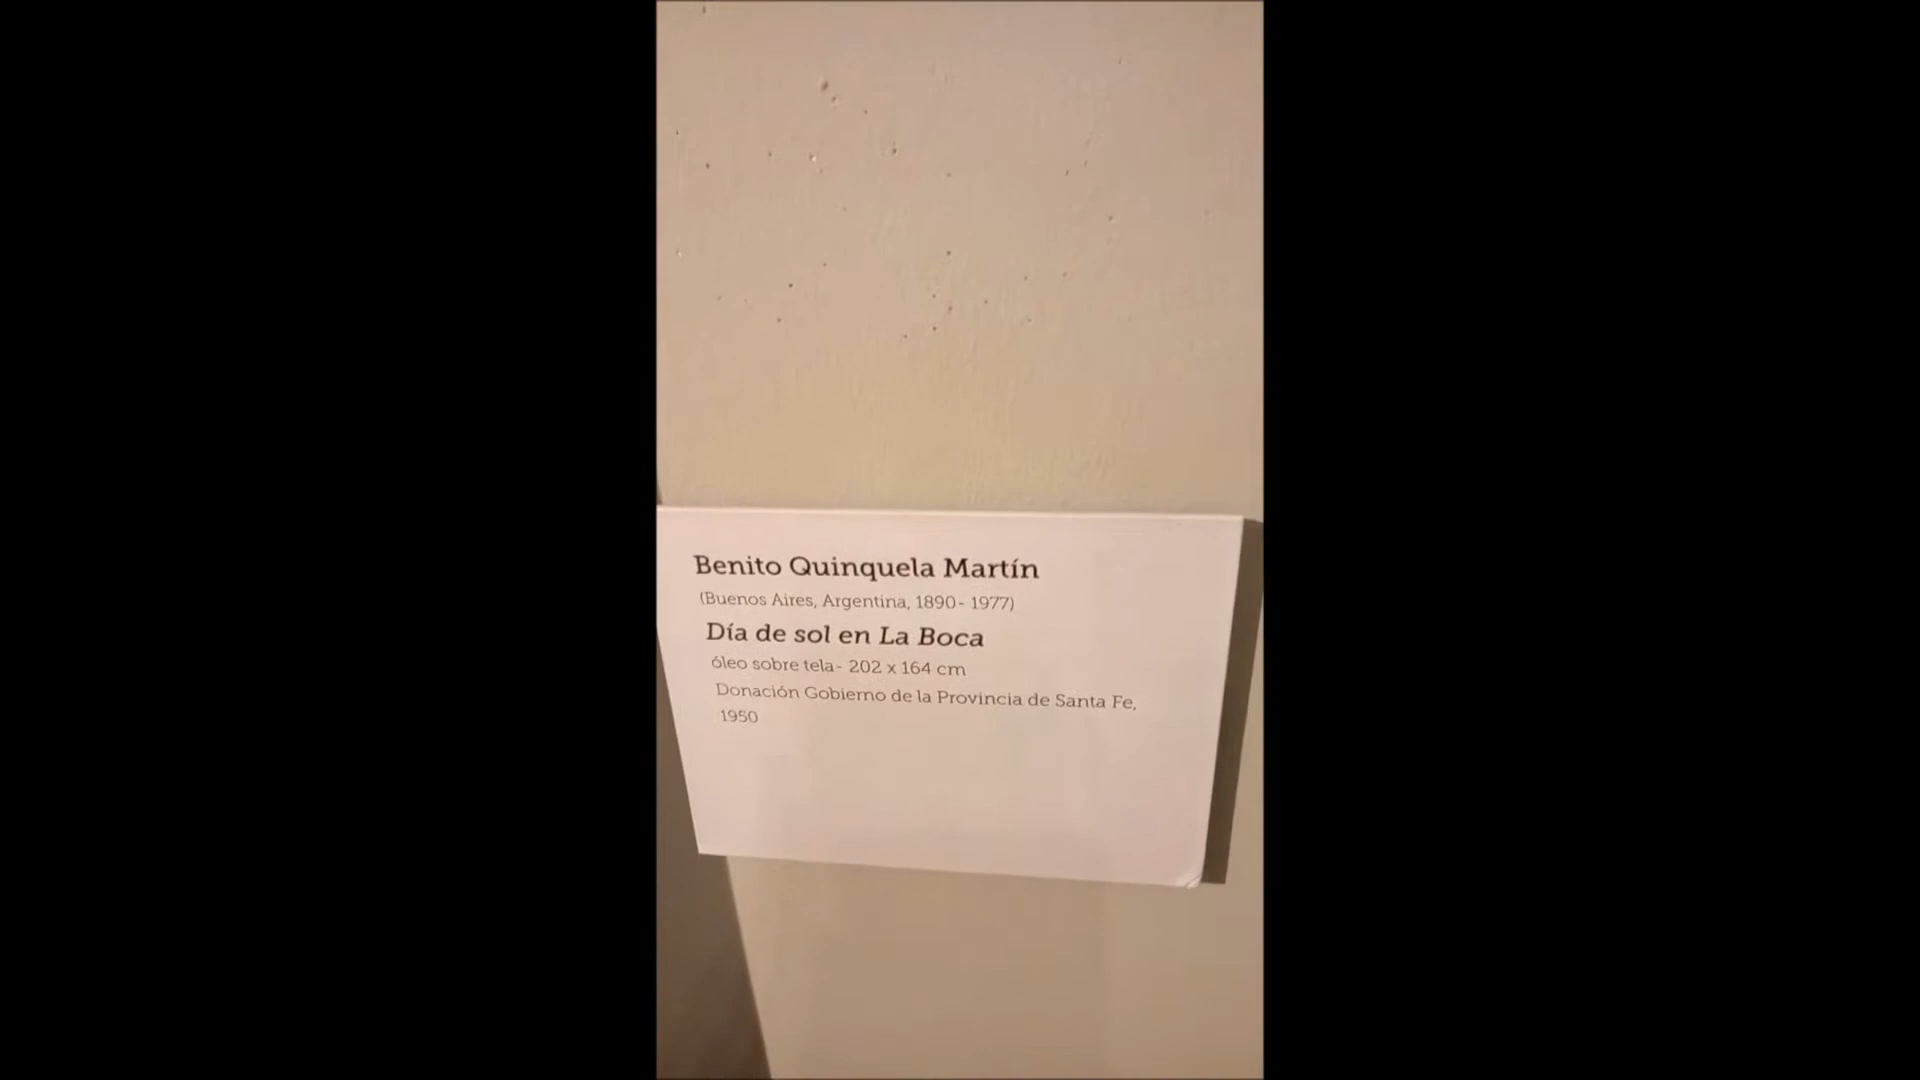 Benito Quinquela Martín
(Buenos Aires, Argentina, 1890- 1977)
Día de sol en La Boca
óleo sobre tela- 202 x 164 cm
Donación Gobierno de la Provincia de Santa Fe,
1950